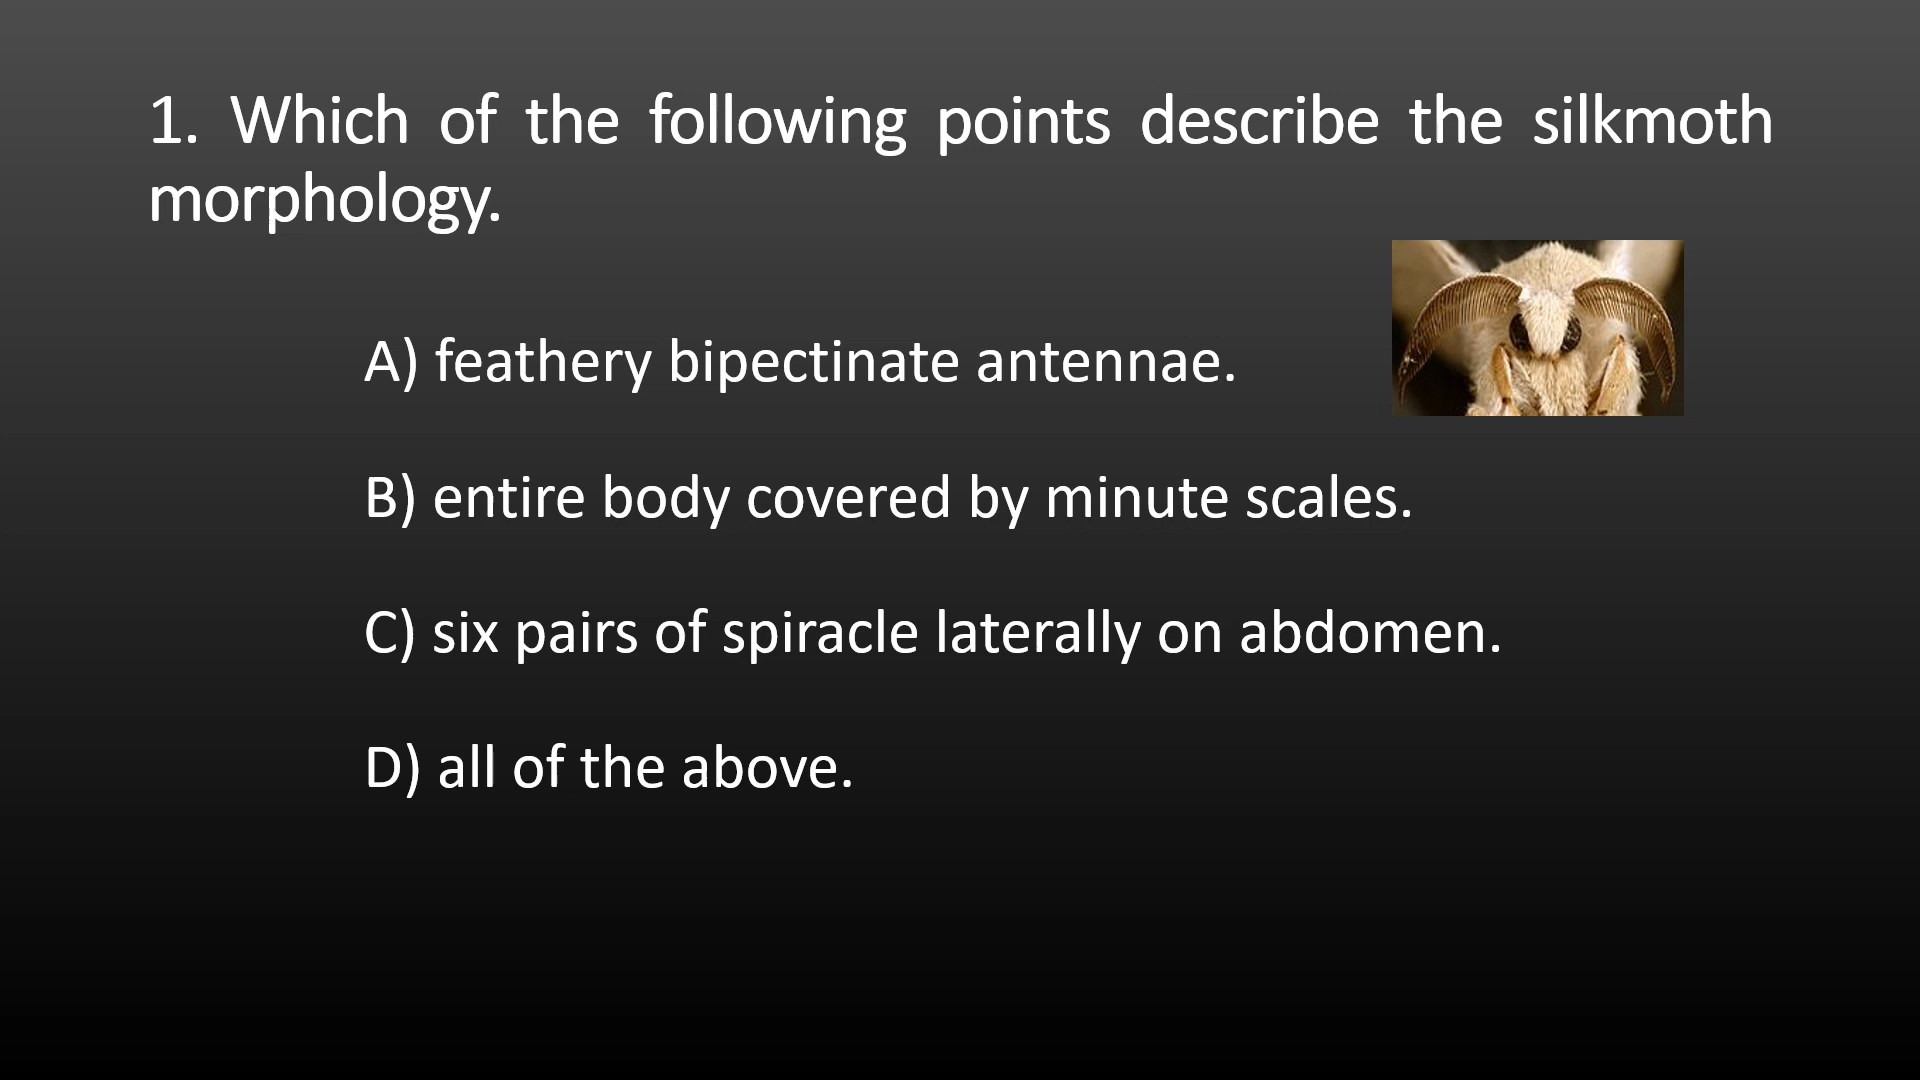 1. Which of the following points describe the silkmoth
morphology.
A) feathery bipectinate antennae.
B) entire body covered by minute scales.
C) six pairs of spiracle laterally on abdomen.
D) all of the above.